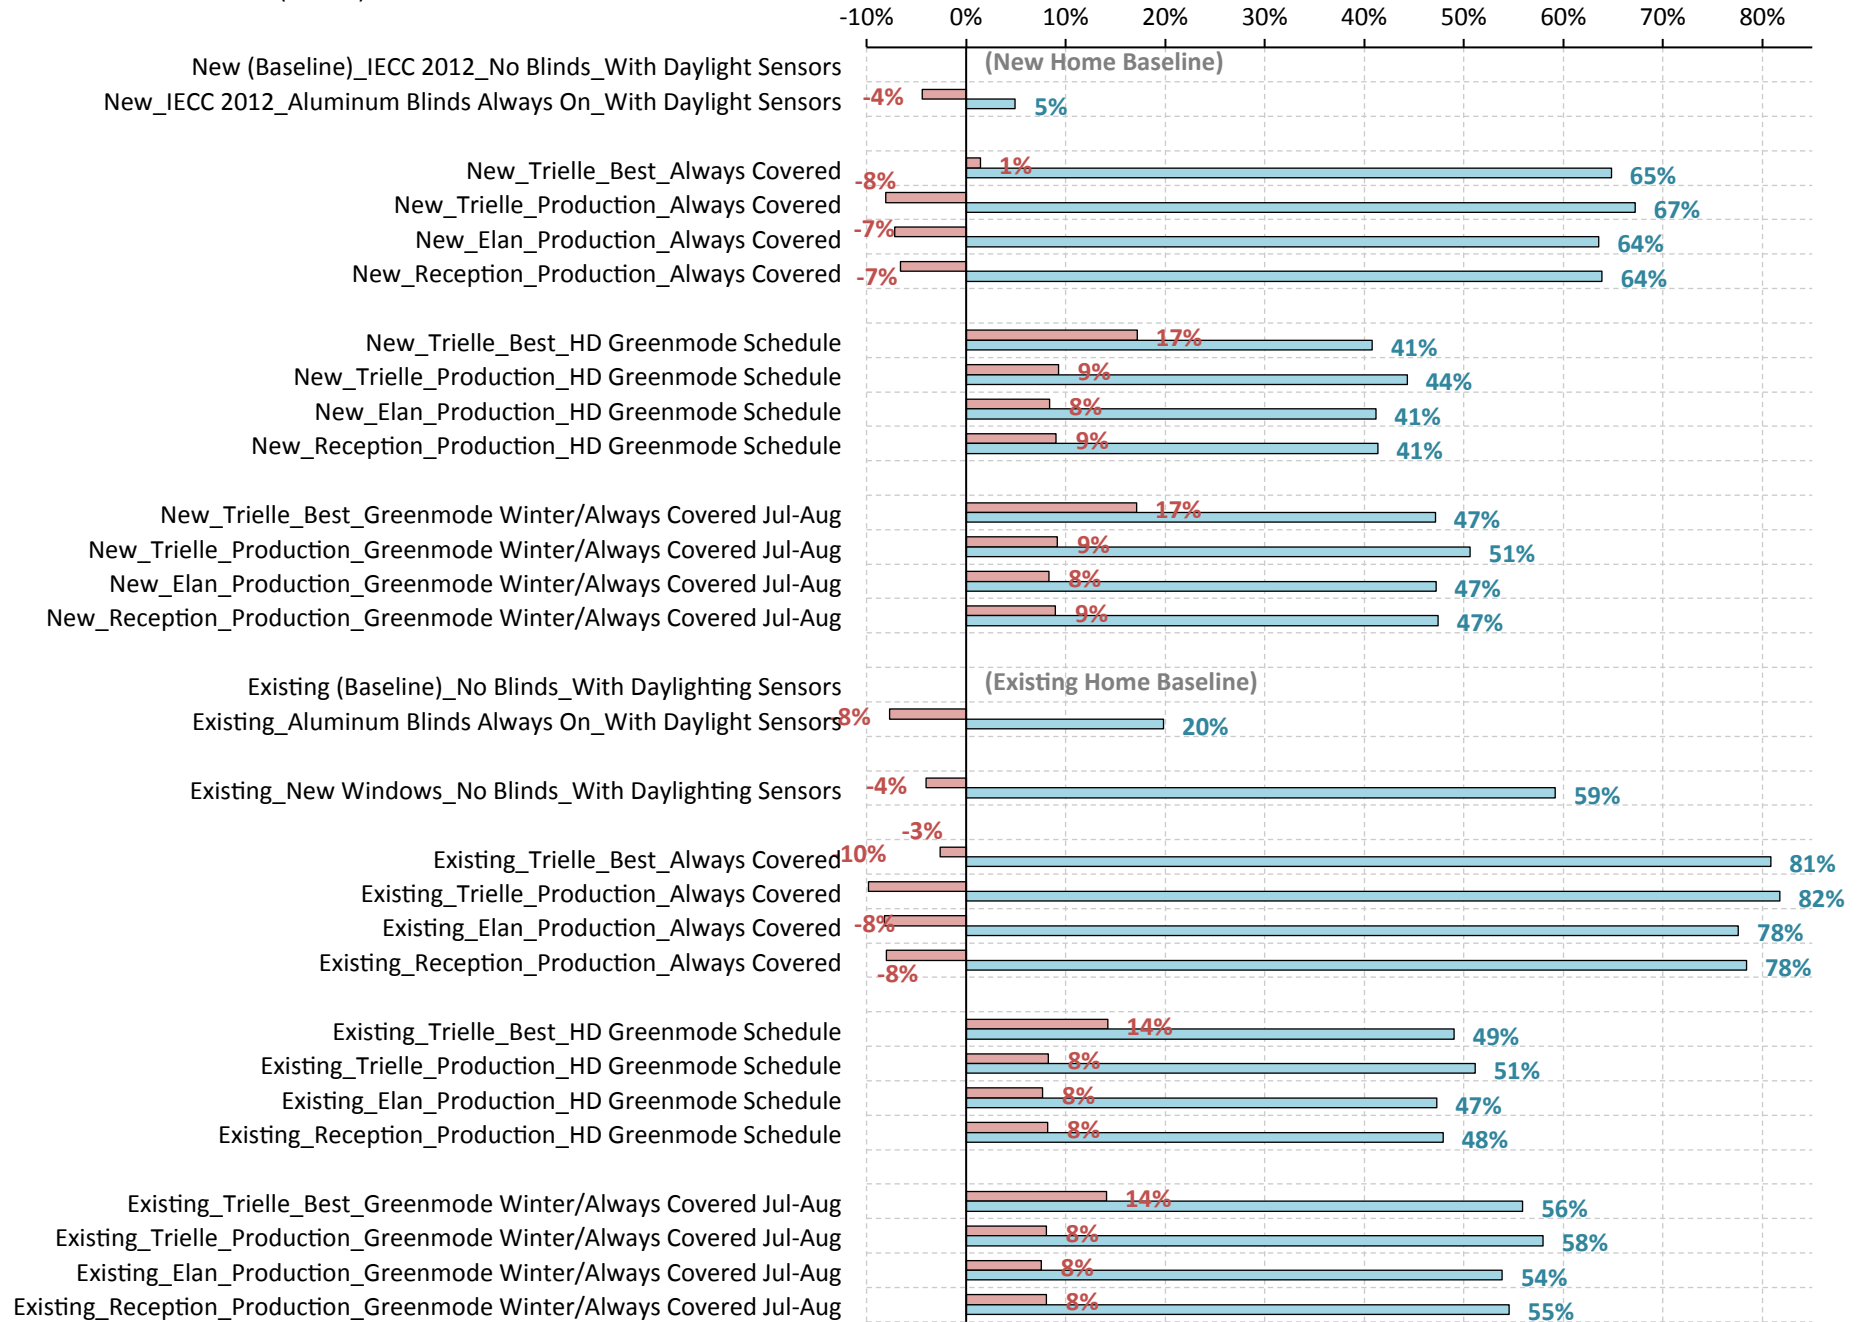 -10% 0% 10% 20% 30% 40% 50% 60% 70% 80%
New (Baseline)_IECC 2012_No Blinds_With Daylight Sensors (New Home Baseline)
New_IECC 2012_Aluminum Blinds Always On_With Daylight Sensors -4% 5%
New_Trielle_Best_Always Covered 1% 65%
New_Trielle_Production_Always Covered -8% 67%
New_Elan_Production_Always Covered -7% 64%
New_Reception_Production_Always Covered -7% 64%
New_Trielle_Best_HD Greenmode Schedule 17% 41%
New_Trielle_Production_HD Greenmode Schedule 9% 44%
New_Elan_Production_HD Greenmode Schedule 8% 41%
New_Reception_Production_HD Greenmode Schedule 9% 41%
New_Trielle_Best_Greenmode Winter/Always Covered Jul-Aug 17% 47%
New_Trielle_Production_Greenmode Winter/Always Covered Jul-Aug 9% 51%
New_Elan_Production_Greenmode Winter/Always Covered Jul-Aug 8% 47%
New_Reception_Production_Greenmode Winter/Always Covered Jul-Aug 9% 47%
Existing (Baseline)_No Blinds_With Daylighting Sensors (Existing Home Baseline)
Existing_Aluminum Blinds Always On_With Daylight Sensors -8% 20%
Existing_New Windows_No Blinds_With Daylighting Sensors -4% 59%
Existing_Trielle_Best_Always Covered -3% 81%
Existing_Trielle_Production_Always Covered 10% 82%
Existing_Elan_Production_Always Covered -8% 78%
Existing_Reception_Production_Always Covered -8% 78%
Existing_Trielle_Best_HD Greenmode Schedule 14% 49%
Existing_Trielle_Production_HD Greenmode Schedule 8% 51%
Existing_Elan_Production_HD Greenmode Schedule 8% 47%
Existing_Reception_Production_HD Greenmode Schedule 8% 48%
Existing_Trielle_Best_Greenmode Winter/Always Covered Jul-Aug 14% 56%
Existing_Trielle_Production_Greenmode Winter/Always Covered Jul-Aug 8% 58%
Existing_Elan_Production_Greenmode Winter/Always Covered Jul-Aug 8% 54%
Existing_Reception_Production_Greenmode Winter/Always Covered Jul-Aug 8% 55%